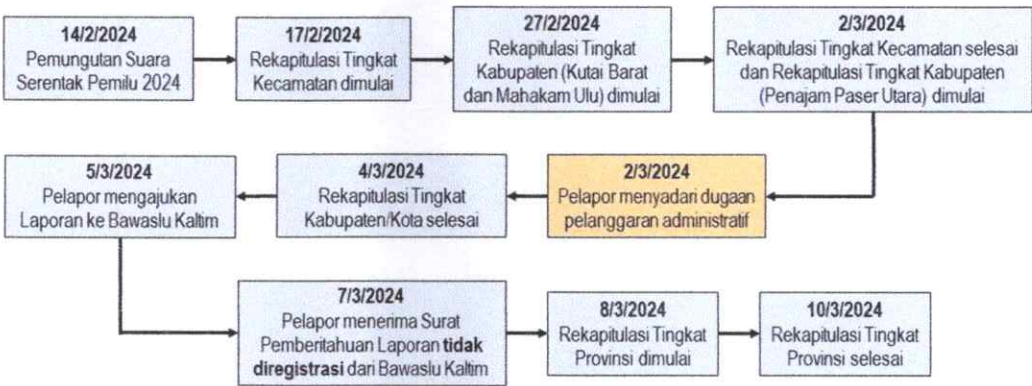 14/2/2024
Pemungutan Suara
Serentak Pemilu 2024
17/2/2024
Rekapitulasi Tingkat
Kecamatan dimulai
27/2/2024
Rekapitulasi Tingkat
Kabupaten (Kutai Barat
dan Mahakam Ulu) dimulai
2/3/2024
Rekapitulasi Tingkat Kecamatan selesai
dan Rekapitulasi Tingkat Kabupaten
(Penajam Paser Utara) dimulai
2/3/2024
Pelapor menyadari dugaan
pelanggaran administratif
4/3/2024
Rekapitulasi Tingkat
Kabupaten/Kota selesai
5/3/2024
Pelapor mengajukan
Laporan ke Bawaslu Kaltim
7/3/2024
Pelapor menerima Surat
Pemberitahuan Laporan tidak
diregistrasi dari Bawaslu Kaltim
8/3/2024
Rekapitulasi Tingkat
Provinsi dimulai
10/3/2024
Rekapitulasi Tingkat
Provinsi selesai